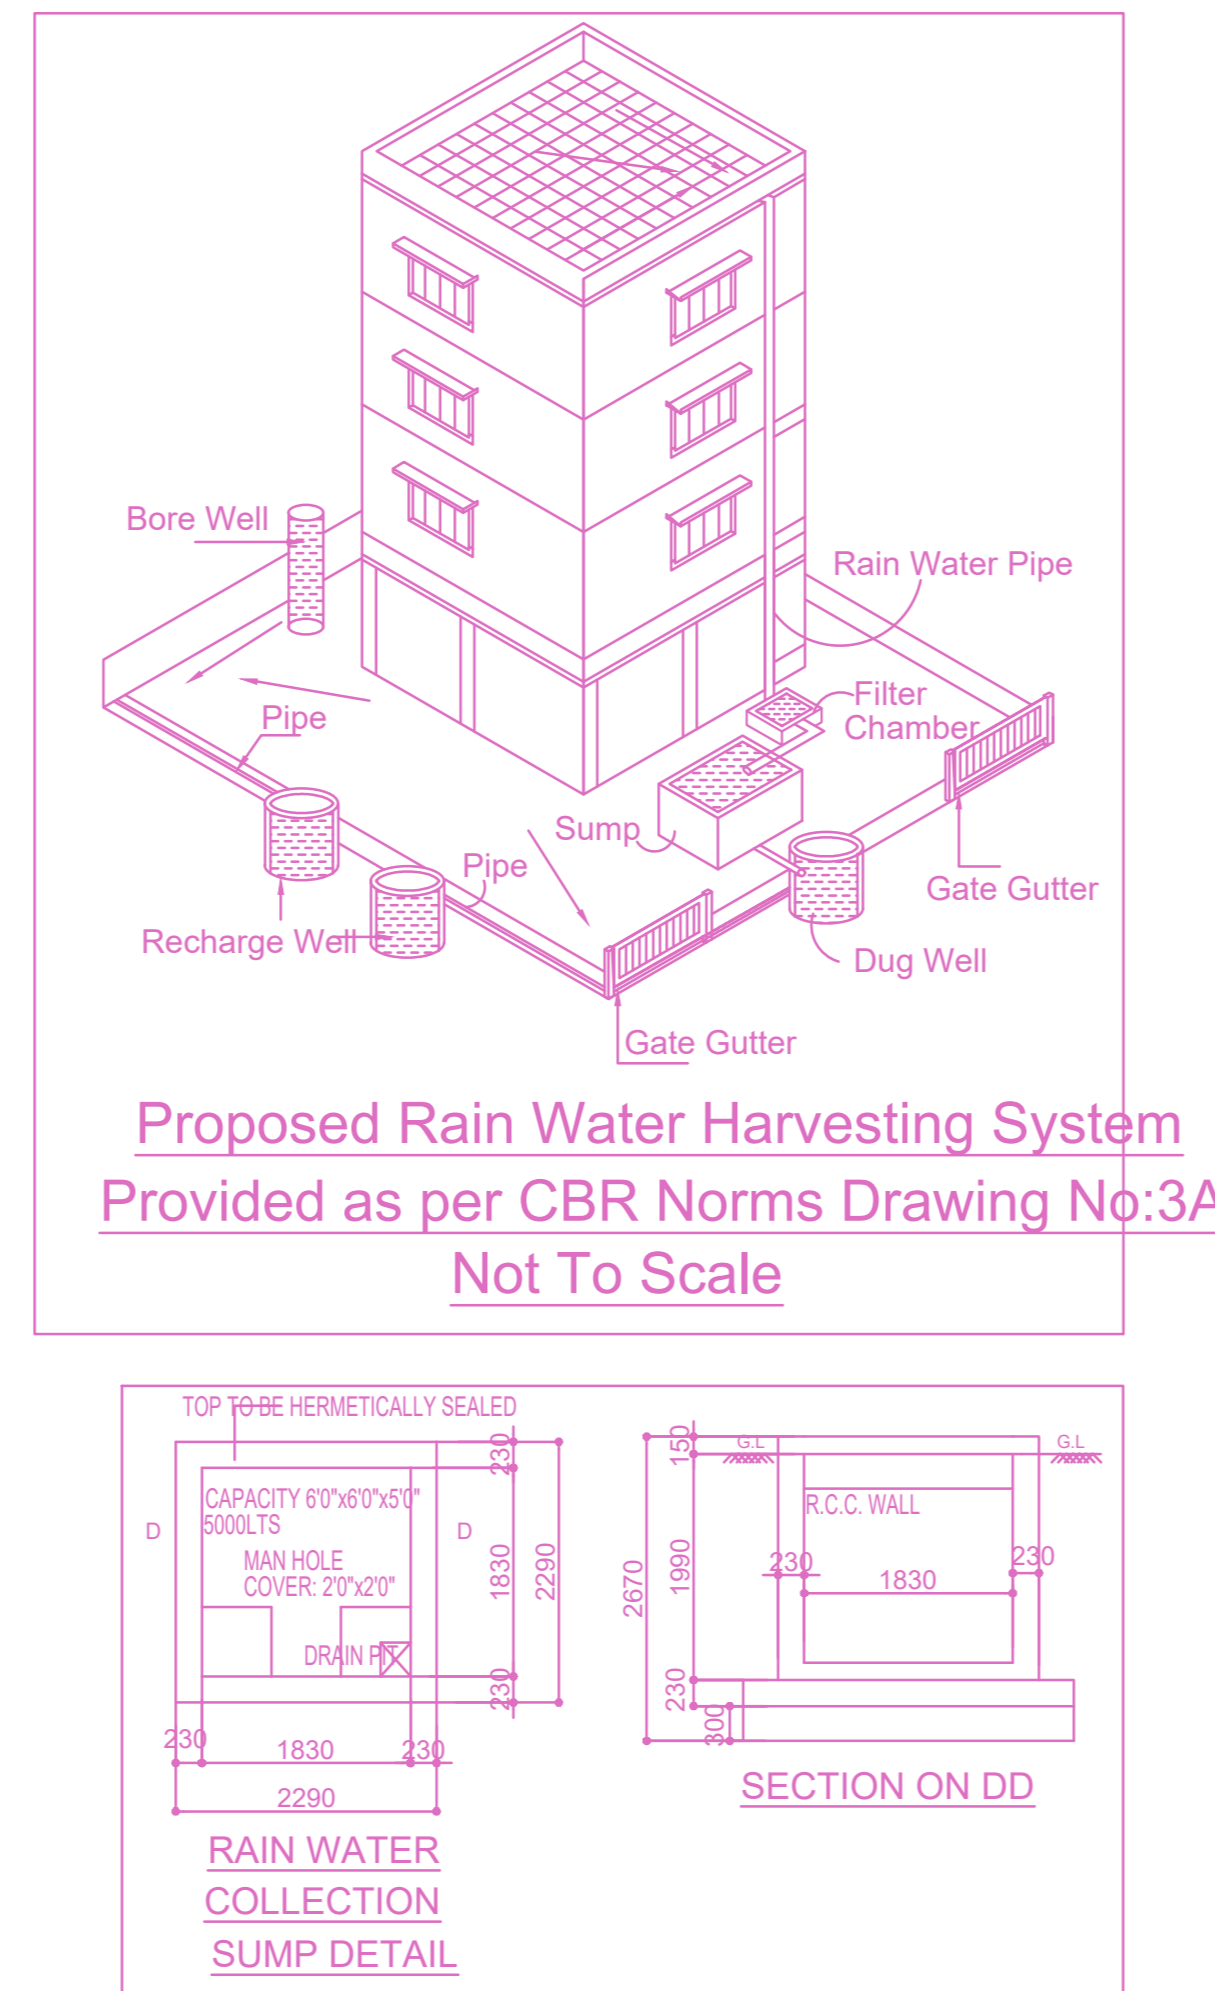 Bore Well
Rain Water Pipe
Filter
Chamber
Pipe
Sump
Pipe
Gate Gutter
Recharge Well
Dug Well
Gate Gutter
Proposed Rain Water Harvesting System
Provided as per CBR Norms Drawing No:3A
Not To Scale
TOP TO BE HERMETICALLY SEALED
230
CAPACITY 6'0"x6'0"x5'0"
5000LTS
D
D
MAN HOLE
COVER: 2'0"x2'0"
1830
2290
DRAIN PIT
230
230
1830
230
2290
RAIN WATER
COLLECTION
SUMP DETAIL
150
G.L
G.L
R.C.C. WALL
230
230
1830
1990
2670
230
300
SECTION ON DD